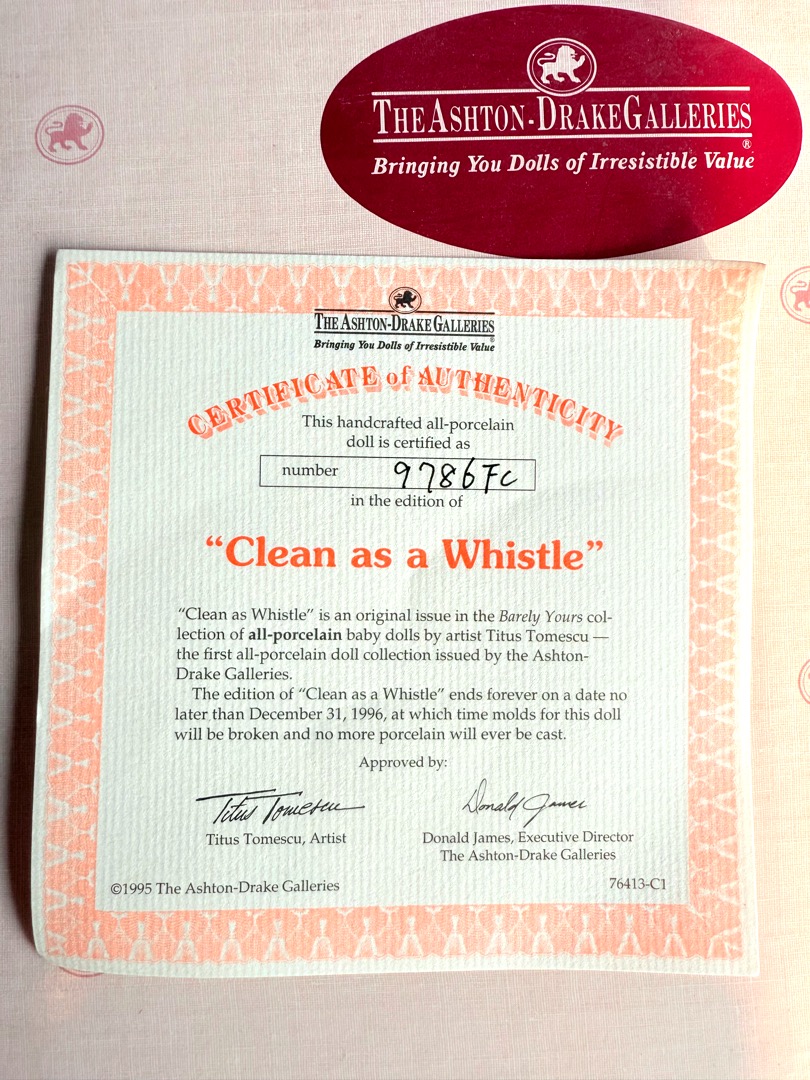 THE ASHTON-DRAKE GALLERIES
®
Bringing You Dolls of Irresistible Value
THE ASHTON-DRAKE GALLERIES
®
Bringing You Dolls of Irresistible Value
CERTIFICATE of AUTHENTICITY
This handcrafted all-porcelain
doll is certified as
number 9786FC
in the edition of
“Clean as a Whistle”
“Clean as Whistle” is an original issue in the Barely Yours col-
lection of all-porcelain baby dolls by artist Titus Tomescu —
the first all-porcelain doll collection issued by the Ashton-
Drake Galleries.
The edition of “Clean as a Whistle” ends forever on a date no
later than December 31, 1996, at which time molds for this doll
will be broken and no more porcelain will ever be cast.
Approved by:
Titus Tomescu Donald James
Titus Tomescu, Artist Donald James, Executive Director
The Ashton-Drake Galleries
©1995 The Ashton-Drake Galleries 76413-C1